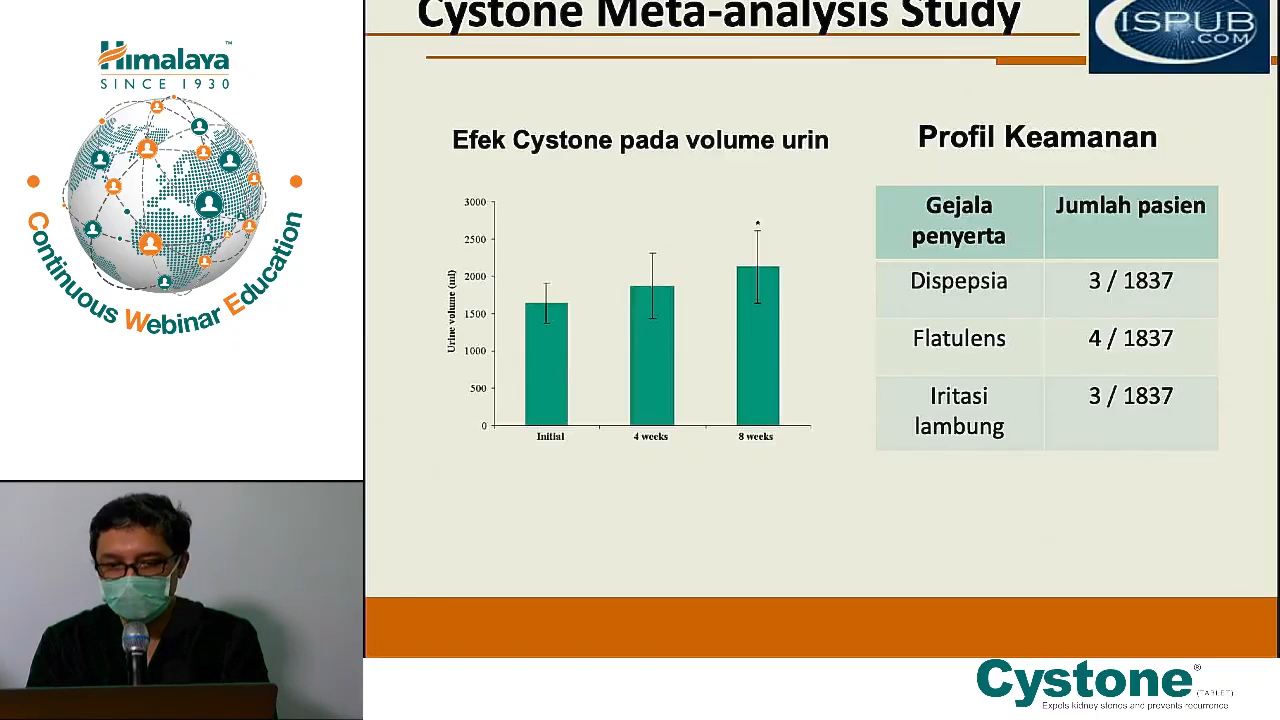 Himalaya™
SINCE 1930
Continuous Webinar Education
Cystone Meta-analysis Study
ISPUB
.COM
Efek Cystone pada volume urin
Profil Keamanan
Urine volume (ml)
3000
2500
2000
1500
1000
500
0
*
Initial
4 weeks
8 weeks
Gejala penyerta
Jumlah pasien
Dispepsia
3 / 1837
Flatulens
4 / 1837
Iritasi lambung
3 / 1837
Cystone®
(TABLET)
Expels kidney stones and prevents recurrence